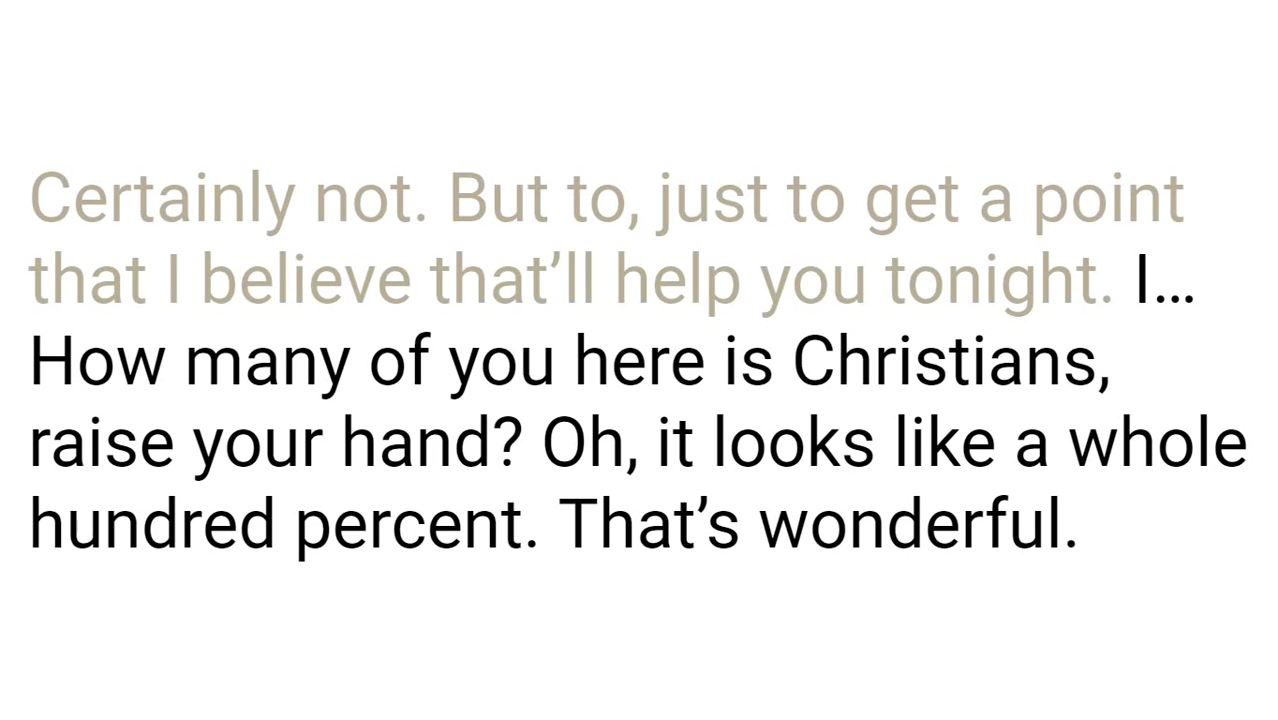 Certainly not. But to, just to get a point
that I believe that’ll help you tonight. I…
How many of you here is Christians,
raise your hand? Oh, it looks like a whole
hundred percent. That’s wonderful.